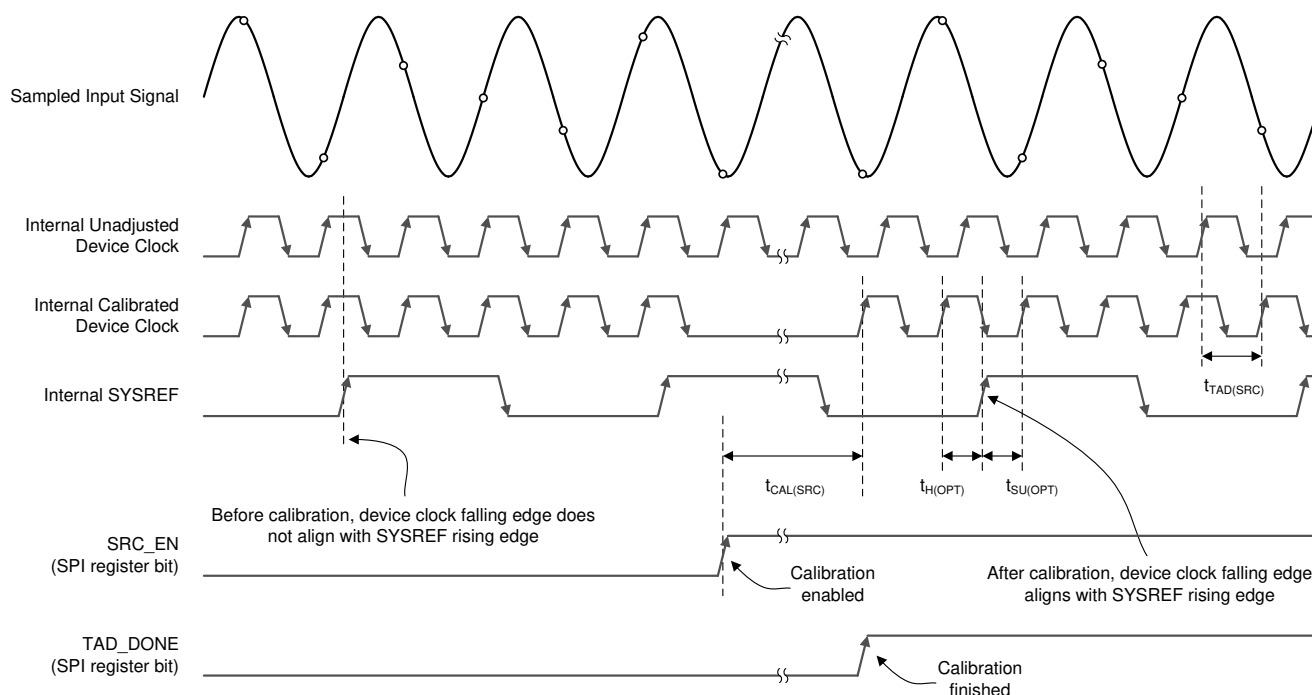 Sampled Input Signal
Internal Unadjusted
Device Clock
Internal Calibrated
Device Clock
Internal SYSREF
tTAD(SRC)
tCAL(SRC)
tH(OPT)
tSU(OPT)
Before calibration, device clock falling edge does
not align with SYSREF rising edge
SRC_EN
(SPI register bit)
Calibration
enabled
After calibration, device clock falling edge
aligns with SYSREF rising edge
TAD_DONE
(SPI register bit)
Calibration
finished